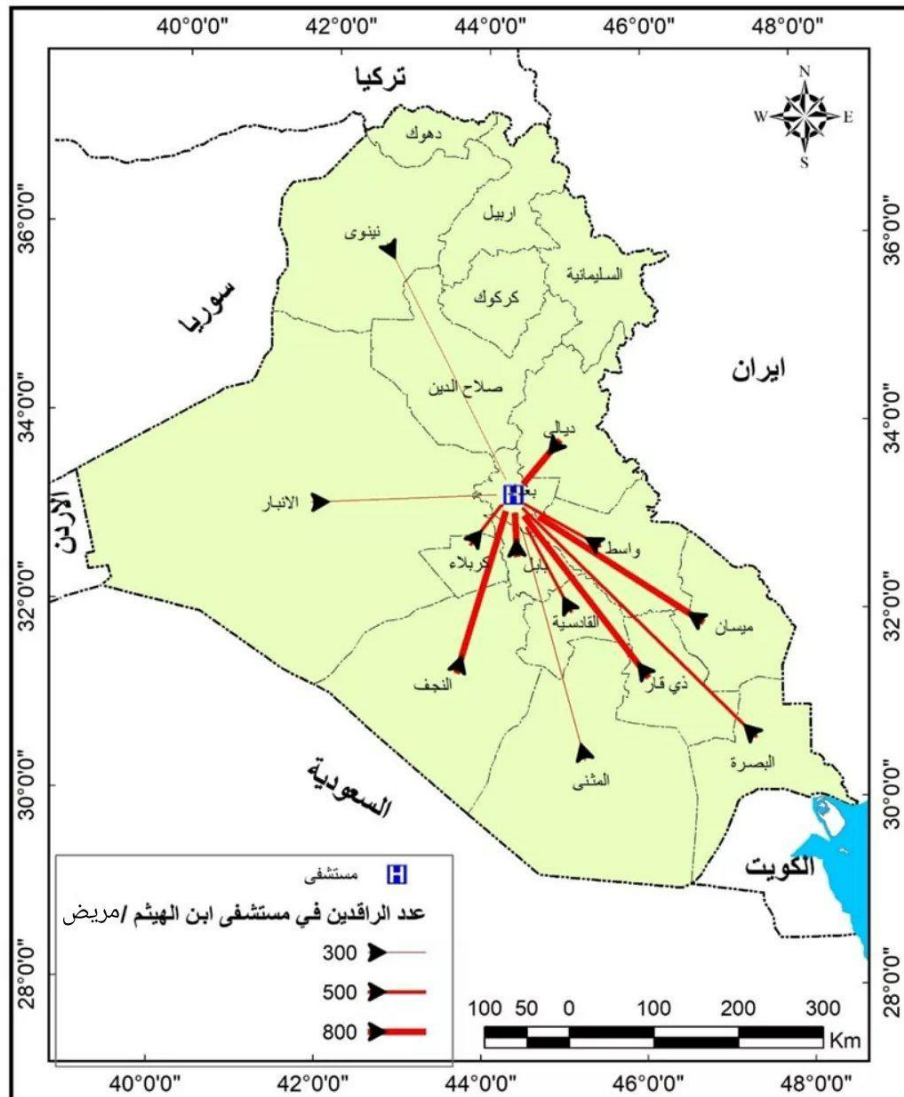 40°0'0" 42°0'0" 44°0'0" 46°0'0" 48°0'0"
N
W E
S
36°0'0" 34°0'0" 32°0'0" 30°0'0" 28°0'0"
36°0'0" 34°0'0" 32°0'0" 30°0'0" 28°0'0"
تركيا
سوريا
ايران
الاردن
السعودية
الكويت
دهوك
اربيل
نينوى
السليمانية
كركوك
صلاح الدين
ديالى
الانبار
واسط
بابل
كربلاء
القادسية
ميسان
النجف
ذي قار
البصرة
المثنى
H
H مستشفى
عدد الراقدين في مستشفى ابن الهيثم /مريض
300
500
800
100 50 0 100 200 300
Km
40°0'0" 42°0'0" 44°0'0" 46°0'0" 48°0'0"